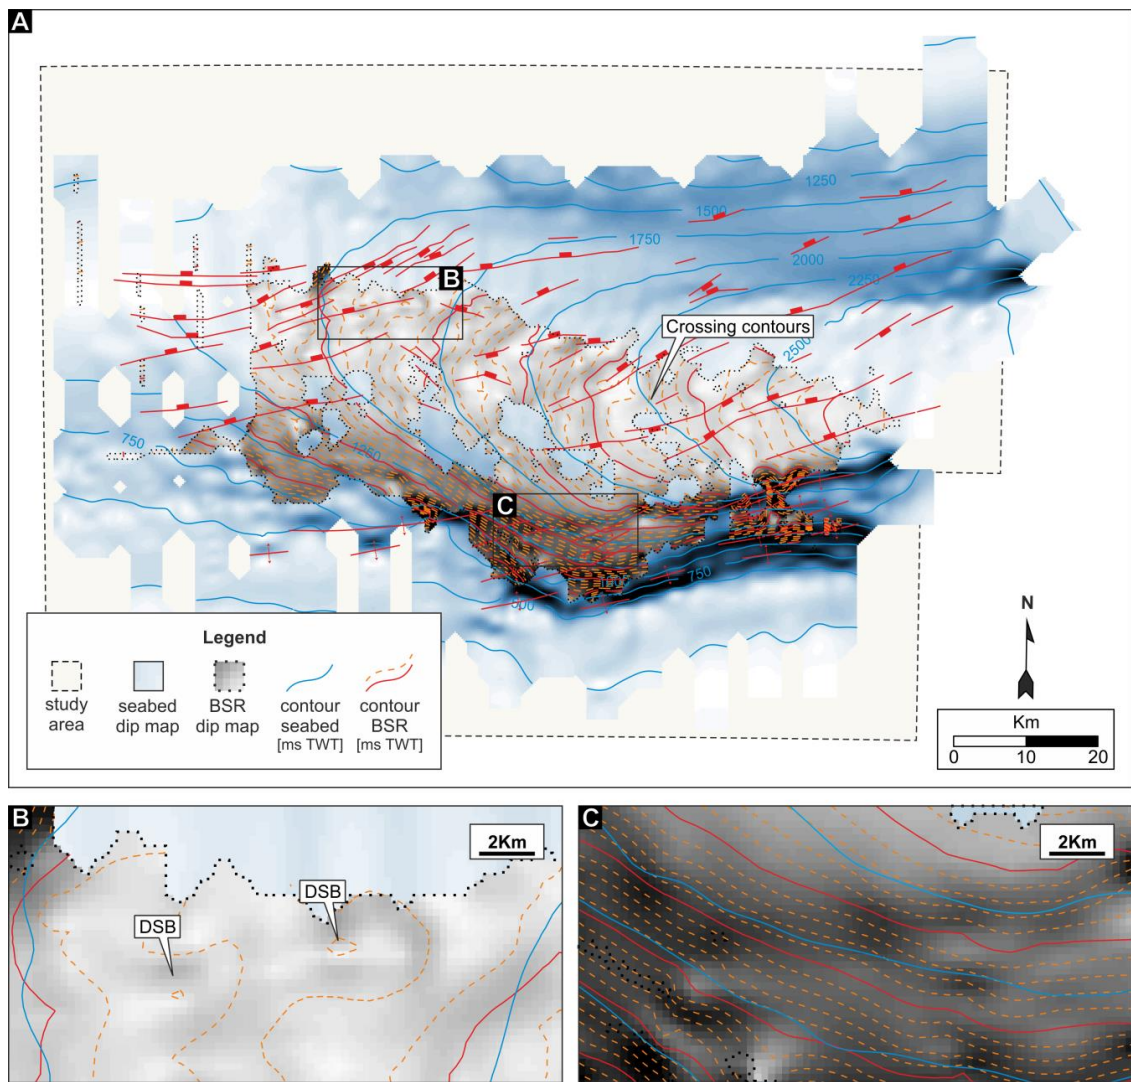 A
1250
1500
1750
2000
2250
B
Crossing contours
2500
750
1250
C
750
500
Legend
study
area
seabed
dip map
BSR
dip map
contour
seabed
[ms TWT]
contour
BSR
[ms TWT]
N
Km
0
10
20
B
2Km
DSB
DSB
C
2Km